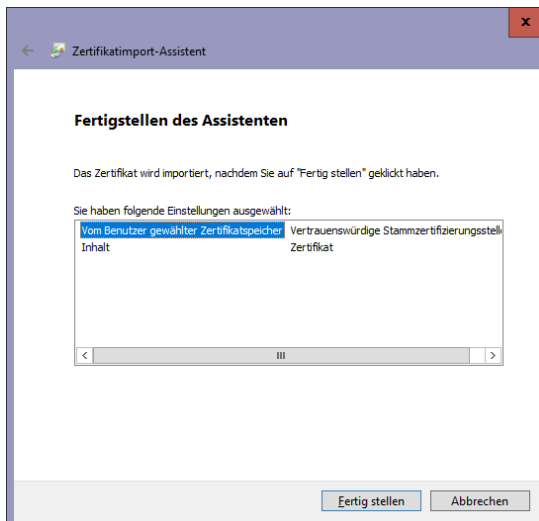 x
Zertifikatimport-Assistent
Fertigstellen des Assistenten
Das Zertifikat wird importiert, nachdem Sie auf "Fertig stellen" geklickt haben.
Sie haben folgende Einstellungen ausgewählt:
Vom Benutzer gewählter Zertifikatspeicher Vertrauenswürdige
Inhalt Zertifikat
Fertig stellen Abbrechen